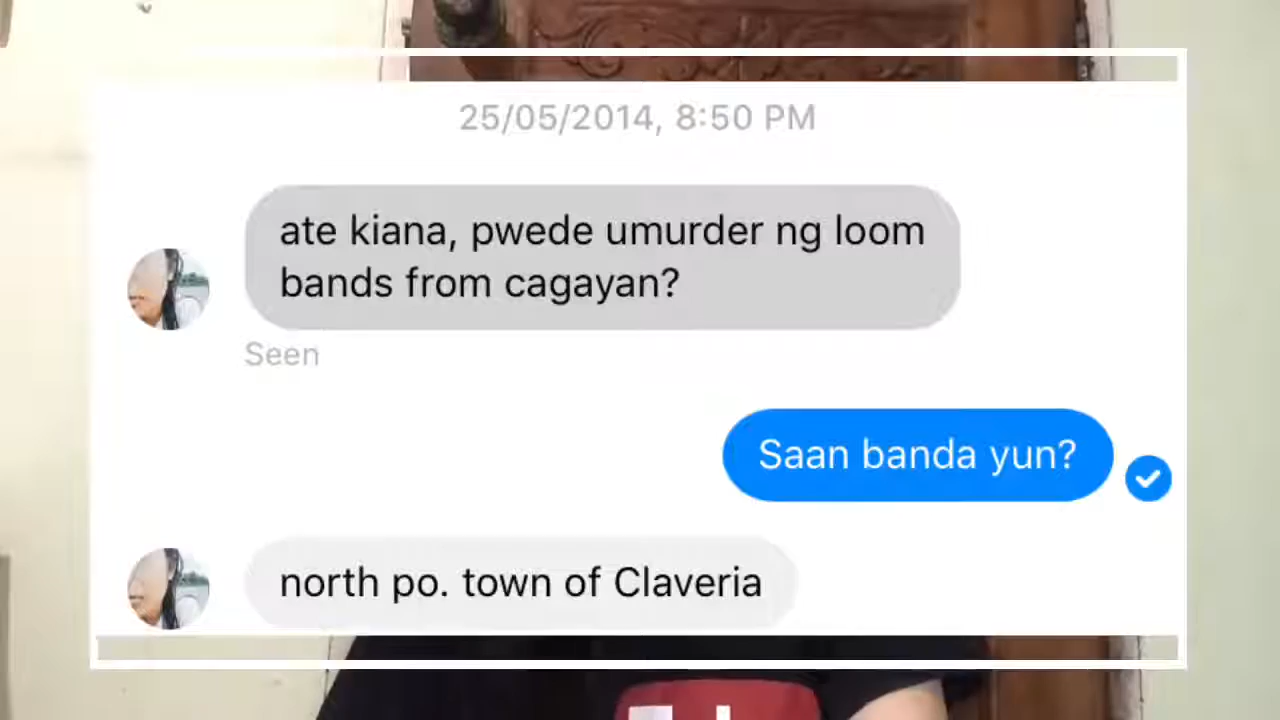 25/05/2014, 8:50 PM
ate kiana, pwede umurder ng loom
bands from cagayan?
Seen
Saan banda yun?
north po. town of Claveria